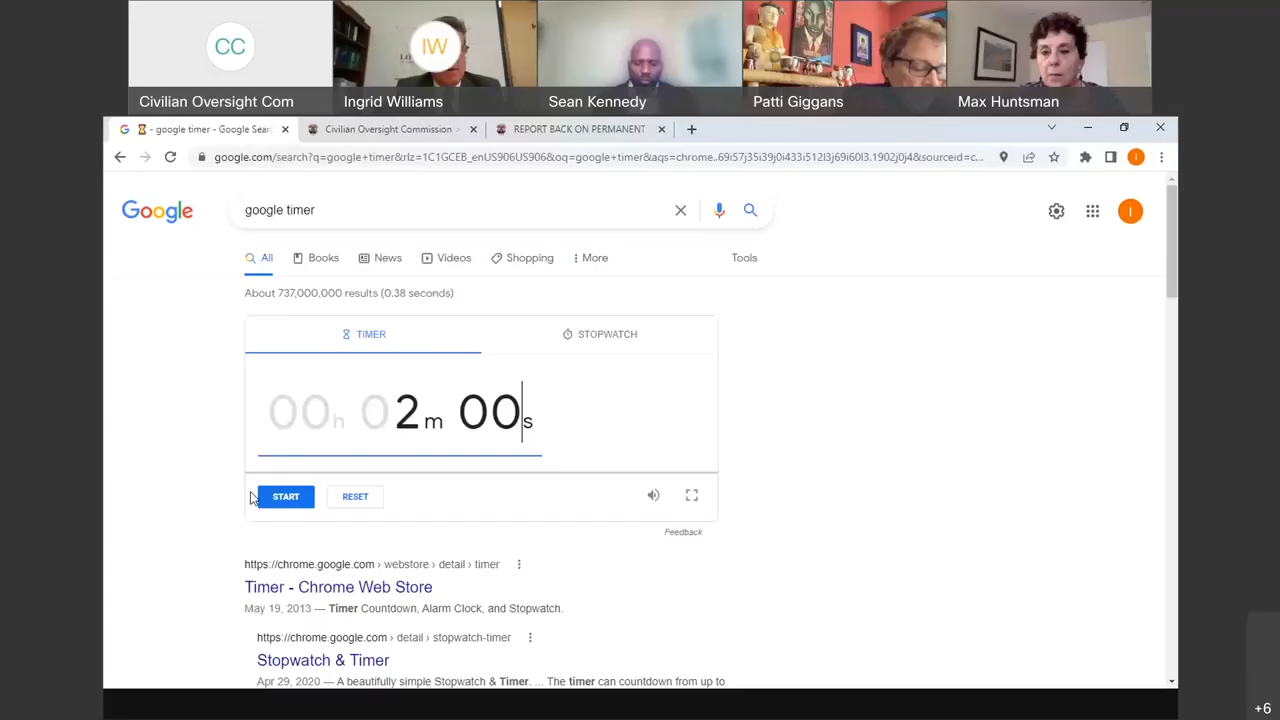 CC
IW
Civilian Oversight Com
Ingrid Williams
Sean Kennedy
Patti Giggans
Max Huntsman
- google timer - Google Sear
Civilian Oversight Commission
REPORT BACK ON PERMANENT
google.com/search?q=google+timer&rlz=1C1GCEB_enUS906US906&oq=google+timer&aqs=chrome..69i57j35i39j0i433i512l3j69i60l3.1902j0j4&sourceid=c...
I
Google
google timer
I
All
Books
News
Videos
Shopping
More
Tools
About 737,000,000 results (0.38 seconds)
TIMER
STOPWATCH
00h 02m 00s
START
RESET
Feedback
https://chrome.google.com › webstore › detail › timer
Timer - Chrome Web Store
May 19, 2013 — Timer Countdown, Alarm Clock, and Stopwatch.
https://chrome.google.com › detail › stopwatch-timer
Stopwatch & Timer
Apr 29, 2020 — A beautifully simple Stopwatch & Timer. ... The timer can countdown from up to
+6